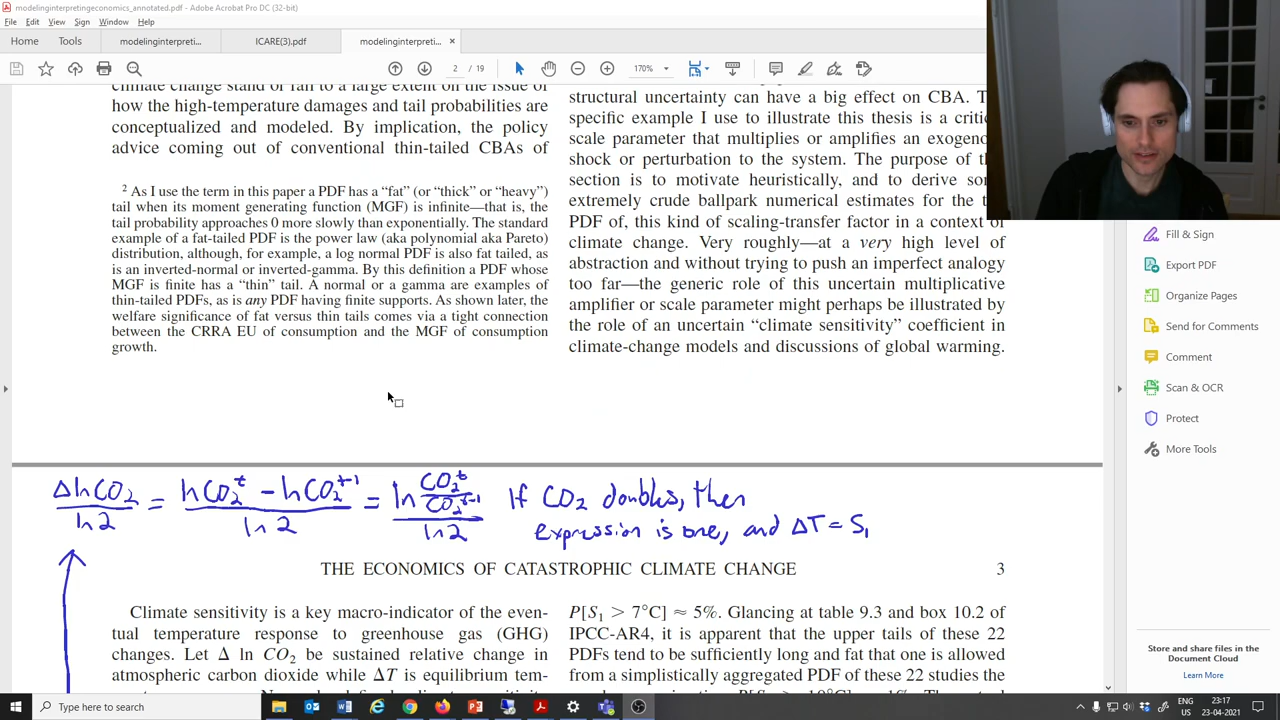 modelinginterpretingeconomics_annotated.pdf - Adobe Acrobat Pro DC (32-bit)
File Edit View Sign Window Help
Home Tools modelinginterpreti... ICARE(3).pdf modelinginterpreti... ×
2 / 19 170%
climate change stand or fall to a large extent on the issue of
how the high-temperature damages and tail probabilities are
conceptualized and modeled. By implication, the policy
advice coming out of conventional thin-tailed CBAs of
2 As I use the term in this paper a PDF has a “fat” (or “thick” or “heavy”)
tail when its moment generating function (MGF) is infinite—that is, the
tail probability approaches 0 more slowly than exponentially. The standard
example of a fat-tailed PDF is the power law (aka polynomial aka Pareto)
distribution, although, for example, a log normal PDF is also fat tailed, as
is an inverted-normal or inverted-gamma. By this definition a PDF whose
MGF is finite has a “thin” tail. A normal or a gamma are examples of
thin-tailed PDFs, as is any PDF having finite supports. As shown later, the
welfare significance of fat versus thin tails comes via a tight connection
between the CRRA EU of consumption and the MGF of consumption
growth.
structural uncertainty can have a big effect on CBA. T
specific example I use to illustrate this thesis is a critic
scale parameter that multiplies or amplifies an exogeno
shock or perturbation to the system. The purpose of th
section is to motivate heuristically, and to derive som
extremely crude ballpark numerical estimates for the t
PDF of, this kind of scaling-transfer factor in a context o
climate change. Very roughly—at a very high level of
abstraction and without trying to push an imperfect analogy
too far—the generic role of this uncertain multiplicative
amplifier or scale parameter might perhaps be illustrated by
the role of an uncertain “climate sensitivity” coefficient in
climate-change models and discussions of global warming.
ΔlnCO2 / ln2 = lnCO2^t − lnCO2^t-1 / ln2 = ln CO2^t / CO2^t-1 / ln2 If CO2 doubles, then
expression is one, and ΔT = S1
THE ECONOMICS OF CATASTROPHIC CLIMATE CHANGE 3
Climate sensitivity is a key macro-indicator of the even-
tual temperature response to greenhouse gas (GHG)
changes. Let Δ ln CO2 be sustained relative change in
atmospheric carbon dioxide while ΔT is equilibrium tem-
P[S1 > 7°C] ≈ 5%. Glancing at table 9.3 and box 10.2 of
IPCC-AR4, it is apparent that the upper tails of these 22
PDFs tend to be sufficiently long and fat that one is allowed
from a simplistically aggregated PDF of these 22 studies the
Fill & Sign
Export PDF
Organize Pages
Send for Comments
Comment
Scan & OCR
Protect
More Tools
Store and share files in the
Document Cloud
Learn More
Type here to search
ENG
US
23:17
23-04-2021